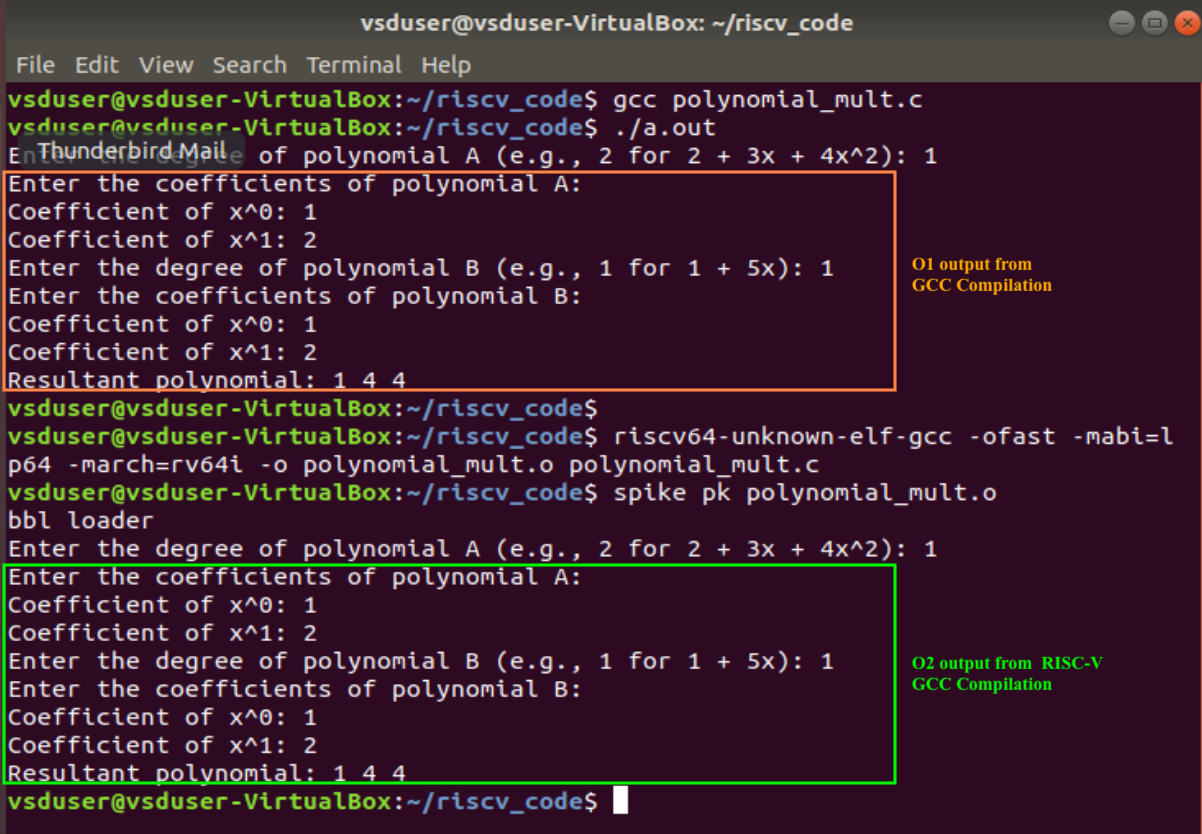 vsduser@vsduser-VirtualBox: ~/riscv_code
File Edit View Search Terminal Help
vsduser@vsduser-VirtualBox:~/riscv_code$ gcc polynomial_mult.c
vsduser@vsduser-VirtualBox:~/riscv_code$ ./a.out
Thunderbird Mail
Enter the degree of polynomial A (e.g., 2 for 2 + 3x + 4x^2): 1
Enter the coefficients of polynomial A:
Coefficient of x^0: 1
Coefficient of x^1: 2
Enter the degree of polynomial B (e.g., 1 for 1 + 5x): 1
O1 output from
GCC Compilation
Enter the coefficients of polynomial B:
Coefficient of x^0: 1
Coefficient of x^1: 2
Resultant polynomial: 1 4 4
vsduser@vsduser-VirtualBox:~/riscv_code$
vsduser@vsduser-VirtualBox:~/riscv_code$ riscv64-unknown-elf-gcc -ofast -mabi=l
p64 -march=rv64i -o polynomial_mult.o polynomial_mult.c
vsduser@vsduser-VirtualBox:~/riscv_code$ spike pk polynomial_mult.o
bbl loader
Enter the degree of polynomial A (e.g., 2 for 2 + 3x + 4x^2): 1
Enter the coefficients of polynomial A:
Coefficient of x^0: 1
Coefficient of x^1: 2
Enter the degree of polynomial B (e.g., 1 for 1 + 5x): 1
O2 output from RISC-V
GCC Compilation
Enter the coefficients of polynomial B:
Coefficient of x^0: 1
Coefficient of x^1: 2
Resultant polynomial: 1 4 4
vsduser@vsduser-VirtualBox:~/riscv_code$